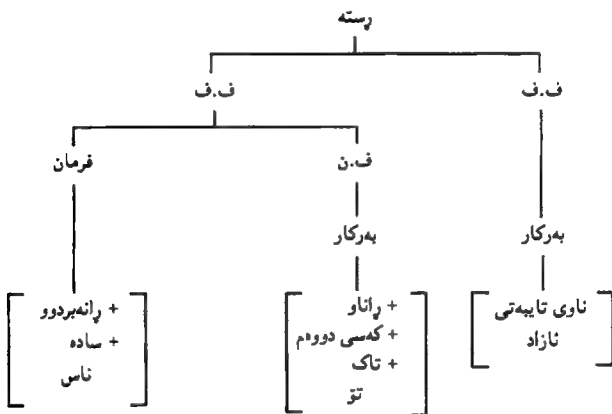 ڕستە
ف.ف
ف.ف
ف.ن
فرمان
بەرکار
بەرکار
ناوی تایبەتی
ئازاد
+ ڕاناو
+ کەسی دووەم
+ تاک
تۆ
+ ڕانەبردوو
+ سادە
ناس